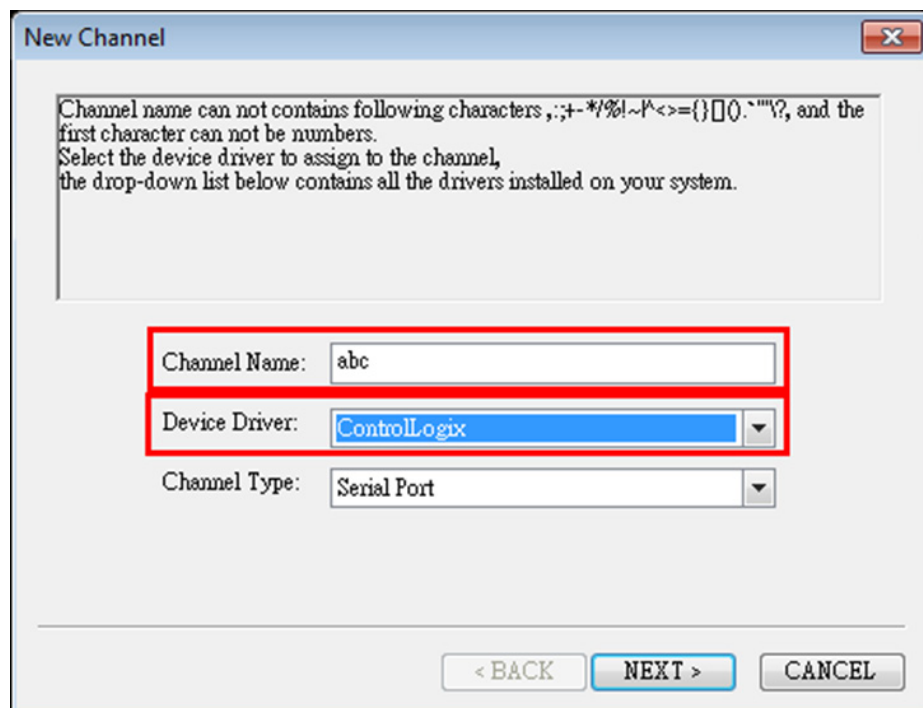 New Channel
Channel name can not contains following characters ,:;+-*/%!~|^<>={}[]().`'"\?, and the
first character can not be numbers.
Select the device driver to assign to the channel,
the drop-down list below contains all the drivers installed on your system.
Channel Name: abc
Device Driver: ControlLogix
Channel Type: Serial Port
< BACK NEXT > CANCEL